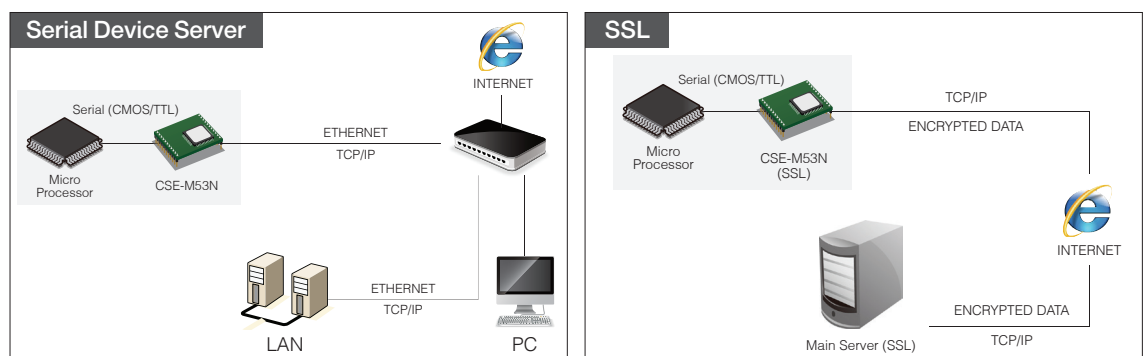 Serial Device Server
INTERNET
Serial (CMOS/TTL)
ETHERNET
TCP/IP
Micro
Processor
CSE-M53N
ETHERNET
TCP/IP
LAN
PC
SSL
Serial (CMOS/TTL)
TCP/IP
ENCRYPTED DATA
Micro
Processor
CSE-M53N
(SSL)
INTERNET
ENCRYPTED DATA
TCP/IP
Main Server (SSL)